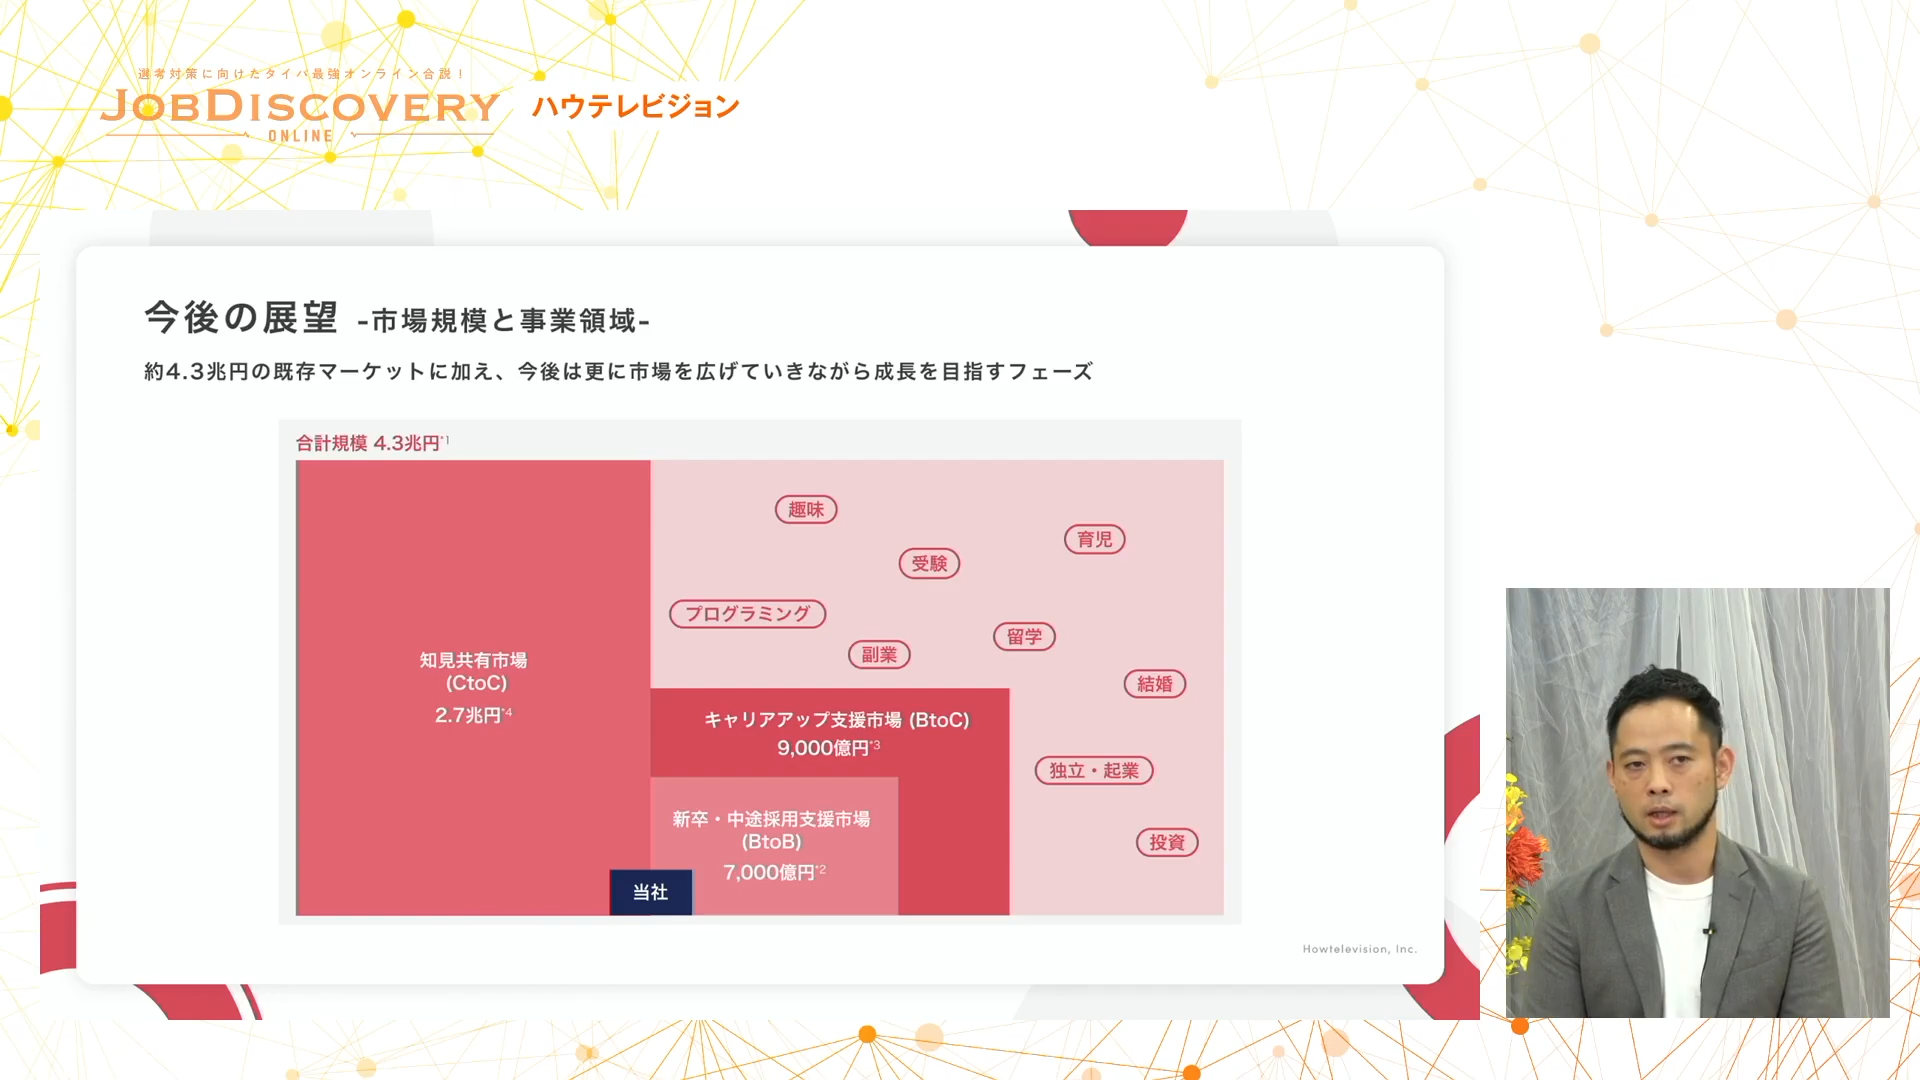 選考対策に向けたタイパ最強オンライン合説！
JOBDISCOVERY
ONLINE
ハウテレビジョン
今後の展望 -市場規模と事業領域-
約4.3兆円の既存マーケットに加え、今後は更に市場を広げていきながら成長を目指すフェーズ
合計規模 4.3兆円*1
趣味
育児
受験
プログラミング
留学
副業
知見共有市場
(CtoC)
2.7兆円*4
結婚
キャリアアップ支援市場 (BtoC)
9,000億円*3
独立・起業
新卒・中途採用支援市場
(BtoB)
7,000億円*2
投資
当社
Howtelevision, Inc.